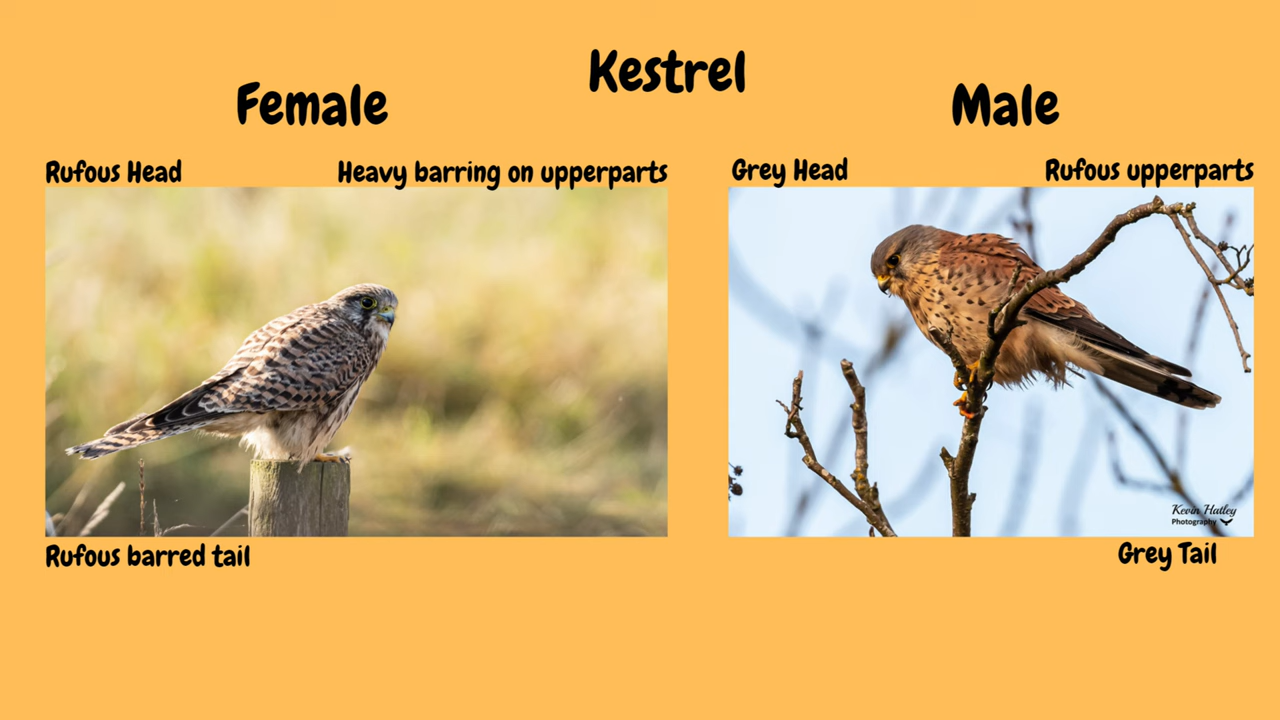 Kestrel
Female
Male
Rufous Head
Heavy barring on upperparts
Grey Head
Rufous upperparts
Kevin Hatley
Photography
Rufous barred tail
Grey Tail